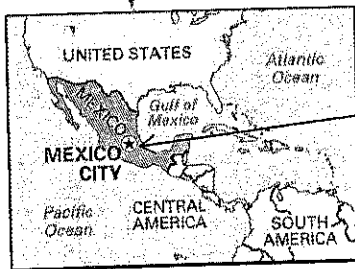 UNITED STATES
Atlantic
Ocean
MEXICO
Gulf of
Mexico
MEXICO
CITY
Pacific
Ocean
CENTRAL
AMERICA
SOUTH
AMERICA